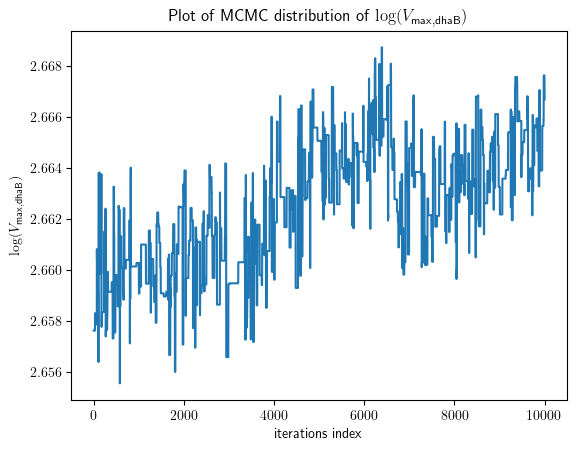 Plot of MCMC distribution of log(V_max,dhaB)
log(V_max,dhaB)
2.668
2.666
2.664
2.662
2.660
2.658
2.656
0 2000 4000 6000 8000 10000
iterations index